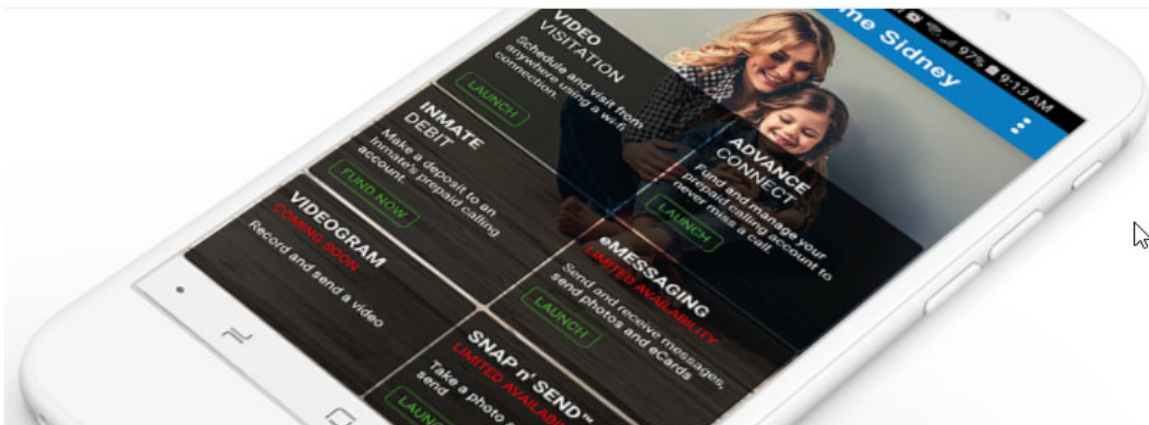 97% 9:13 AM
me Sidney
VIDEO
VISITATION
Schedule and visit from
anywhere using a wi-fi
connection.
LAUNCH
ADVANCE
CONNECT
Fund and manage your
prepaid calling account to
never miss a call.
LAUNCH
INMATE
DEBIT
Make a deposit to an
Inmate's prepaid calling
account.
FUND NOW
eMESSAGING
LIMITED AVAILABILITY
Send and receive messages,
send photos and eCards
LAUNCH
VIDEOGRAM
COMING SOON
Record and send a video
SNAP n' SEND™
LIMITED AVAILABI
Take a photo
send
LAUNC